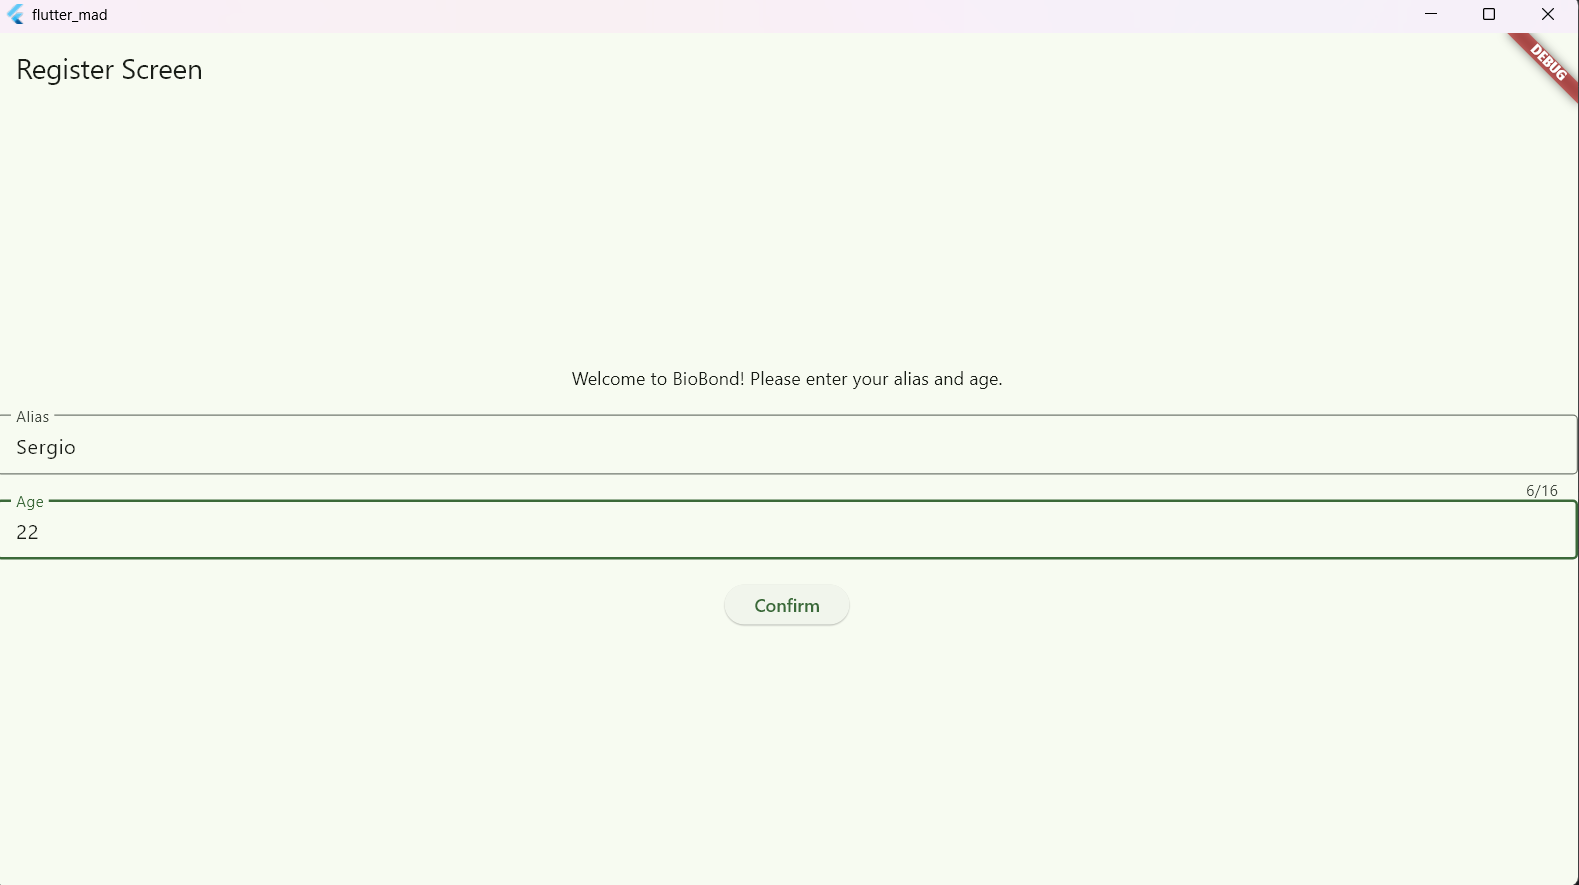 flutter_mad
Register Screen
DEBUG
Welcome to BioBond! Please enter your alias and age.
Alias
Sergio
6/16
Age
22
Confirm